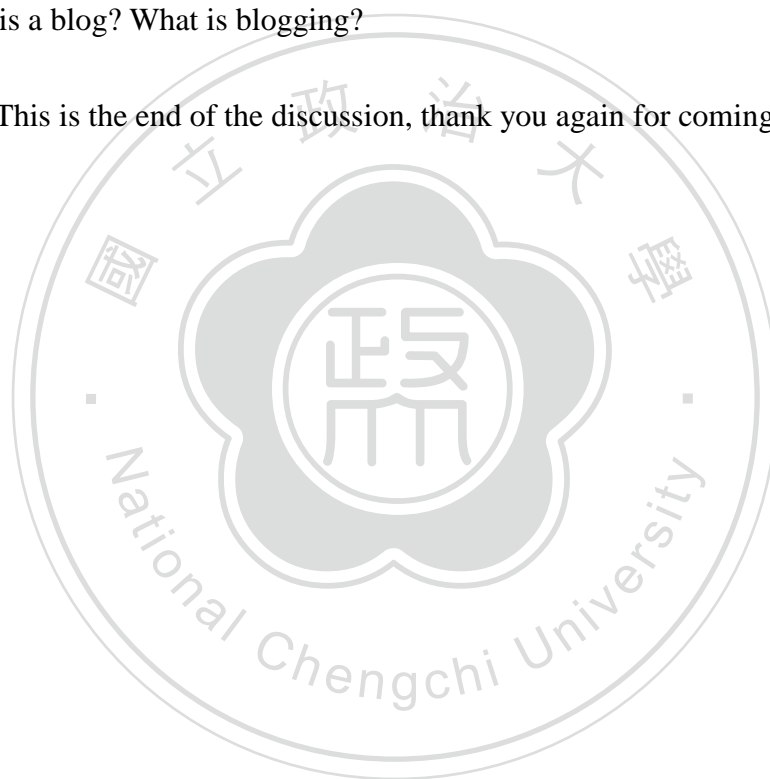 is a blog? What is blogging?
This is the end of the discussion, thank you again for coming
國立政治大學
政
National Chengchi University